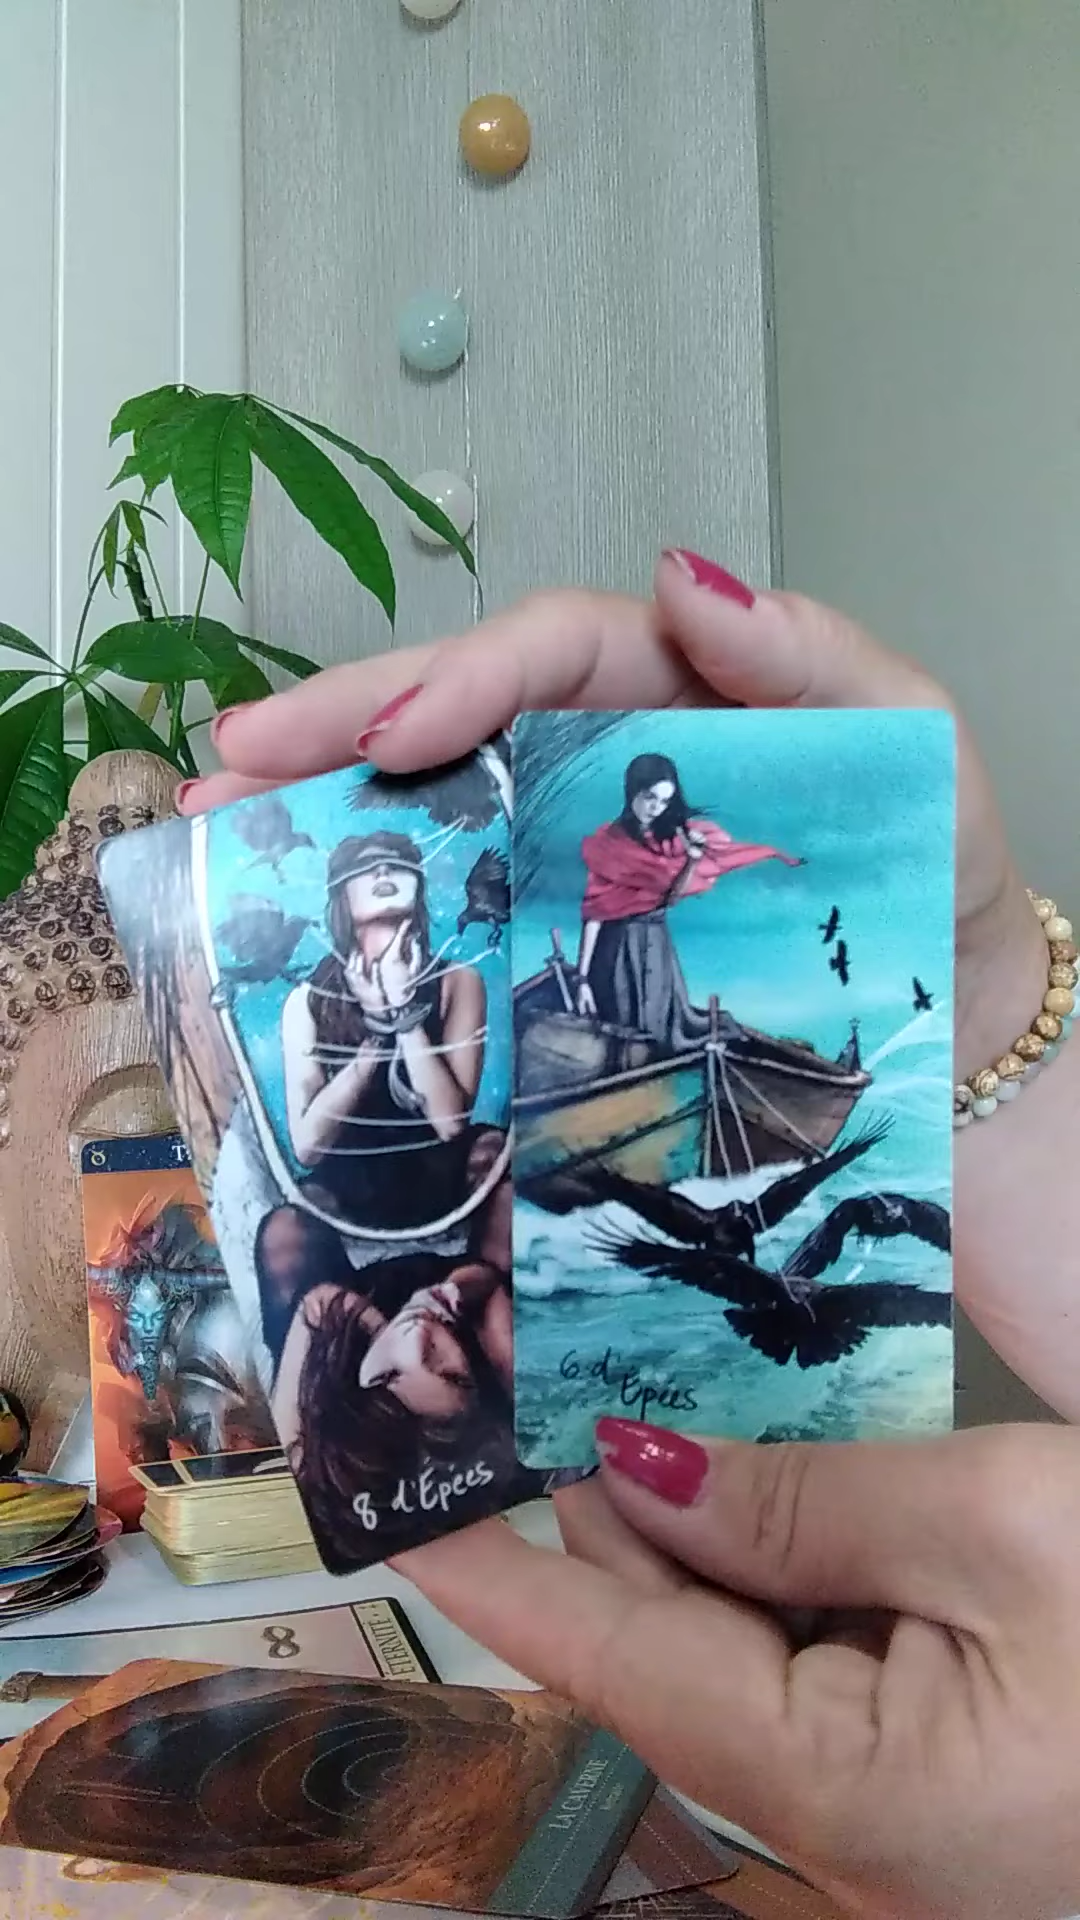 6 d'
Épées
8 d'Épées
8
ÉTERNITÉ
LA CAVERNE